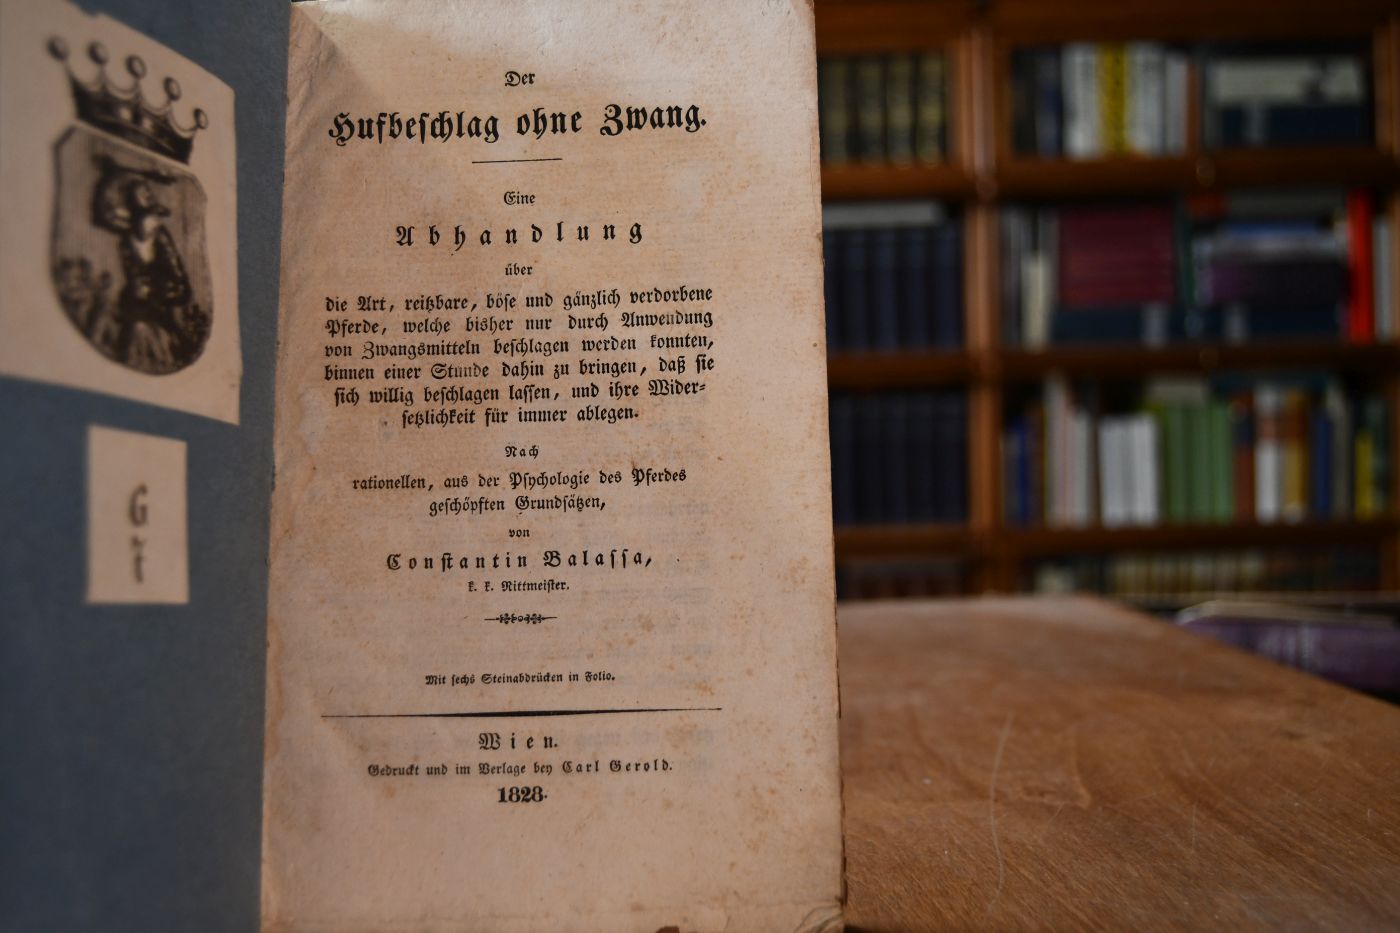 Der
Hufbeſchlag ohne Zwang.
Eine
Abhandlung
über
die Art, reitzbare, böſe und gänzlich verdorbene
Pferde, welche bisher nur durch Anwendung
von Zwangsmitteln beſchlagen werden konnten,
binnen einer Stunde dahin zu bringen, daß ſie
ſich willig beſchlagen laſſen, und ihre Wider=
ſetzlichkeit für immer ablegen.
Nach
rationellen, aus der Pſychologie des Pferdes
geſchöpften Grundſätzen,
von
Conſtantin Balaſſa,
k. k. Rittmeiſter.
Mit ſechs Steinabdrücken in Folio.
Wien.
Gedruckt und im Verlage bey Carl Gerold.
1828.